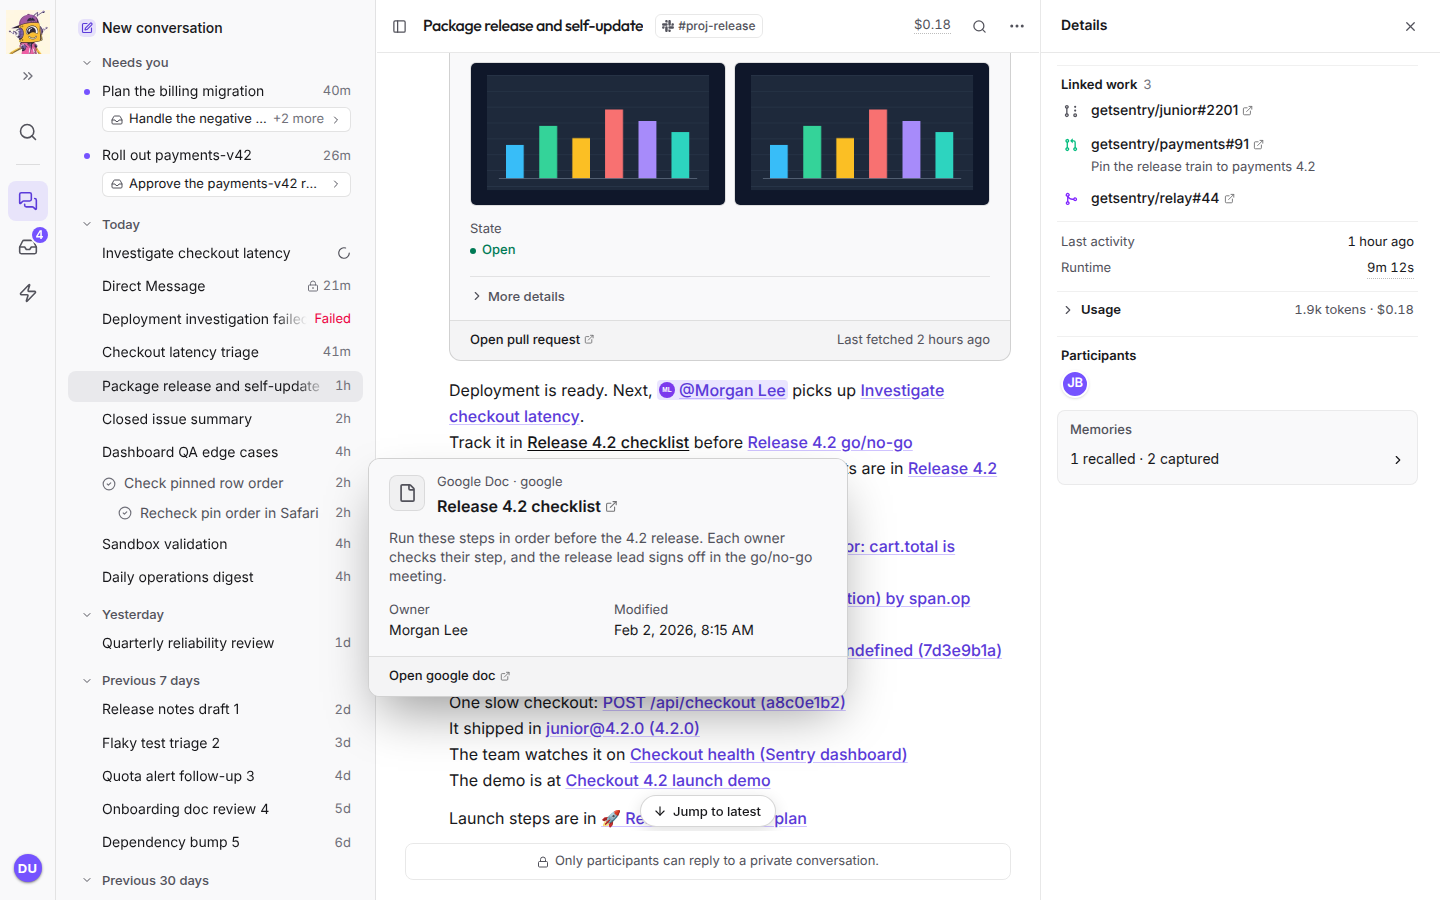 New conversation
Needs you
Plan the billing migration 40m
Handle the negative ... +2 more
Roll out payments-v42 26m
Approve the payments-v42 r...
4
Today
Investigate checkout latency
Direct Message 21m
Deployment investigation failed Failed
Checkout latency triage 41m
Package release and self-update 1h
Closed issue summary 2h
Dashboard QA edge cases 4h
Check pinned row order 2h
Recheck pin order in Safari 2h
Sandbox validation 4h
Daily operations digest 4h
Yesterday
Quarterly reliability review 1d
Previous 7 days
Release notes draft 1 2d
Flaky test triage 2 3d
Quota alert follow-up 3 4d
Onboarding doc review 4 5d
Dependency bump 5 6d
Previous 30 days
DU
Package release and self-update #proj-release $0.18
State
Open
More details
Open pull request Last fetched 2 hours ago
Deployment is ready. Next, ML @Morgan Lee picks up Investigate
checkout latency.
Track it in Release 4.2 checklist before Release 4.2 go/no-go
s are in Release 4.2
or: cart.total is
tion) by span.op
ndefined (7d3e9b1a)
Google Doc · google
Release 4.2 checklist
Run these steps in order before the 4.2 release. Each owner
checks their step, and the release lead signs off in the go/no-go
meeting.
Owner Modified
Morgan Lee Feb 2, 2026, 8:15 AM
Open google doc
One slow checkout: POST /api/checkout (a8c0e1b2)
It shipped in junior@4.2.0 (4.2.0)
The team watches it on Checkout health (Sentry dashboard)
The demo is at Checkout 4.2 launch demo
Launch steps are in 🚀 Re plan
Jump to latest
Only participants can reply to a private conversation.
Details
Linked work 3
getsentry/junior#2201
getsentry/payments#91
Pin the release train to payments 4.2
getsentry/relay#44
Last activity 1 hour ago
Runtime 9m 12s
Usage 1.9k tokens · $0.18
Participants
JB
Memories
1 recalled · 2 captured